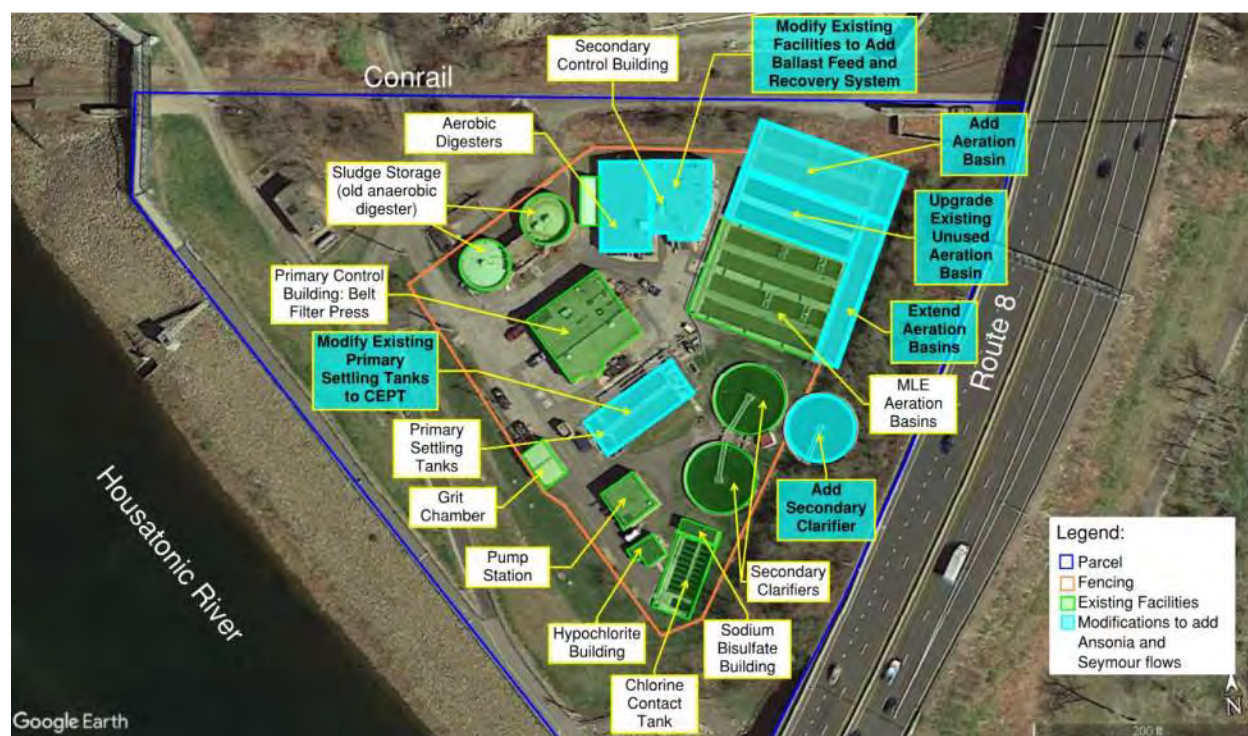 Conrail
Secondary
Control Building
Modify Existing
Facilities to Add
Ballast Feed and
Recovery System
Aerobic
Digesters
Add
Aeration
Basin
Sludge Storage
(old anaerobic
digester)
Upgrade
Existing
Unused
Aeration
Basin
Primary Control
Building: Belt
Filter Press
Extend
Aeration
Basins
Route 8
Modify Existing
Primary
Settling Tanks
to CEPT
MLE
Aeration
Basins
Primary
Settling
Tanks
Grit
Chamber
Add
Secondary
Clarifier
Housatonic River
Pump
Station
Secondary
Clarifiers
Hypochlorite
Building
Sodium
Bisulfate
Building
Chlorine
Contact
Tank
Legend:
Parcel
Fencing
Existing Facilities
Modifications to add
Ansonia and
Seymour flows
N
Google Earth
200 ft